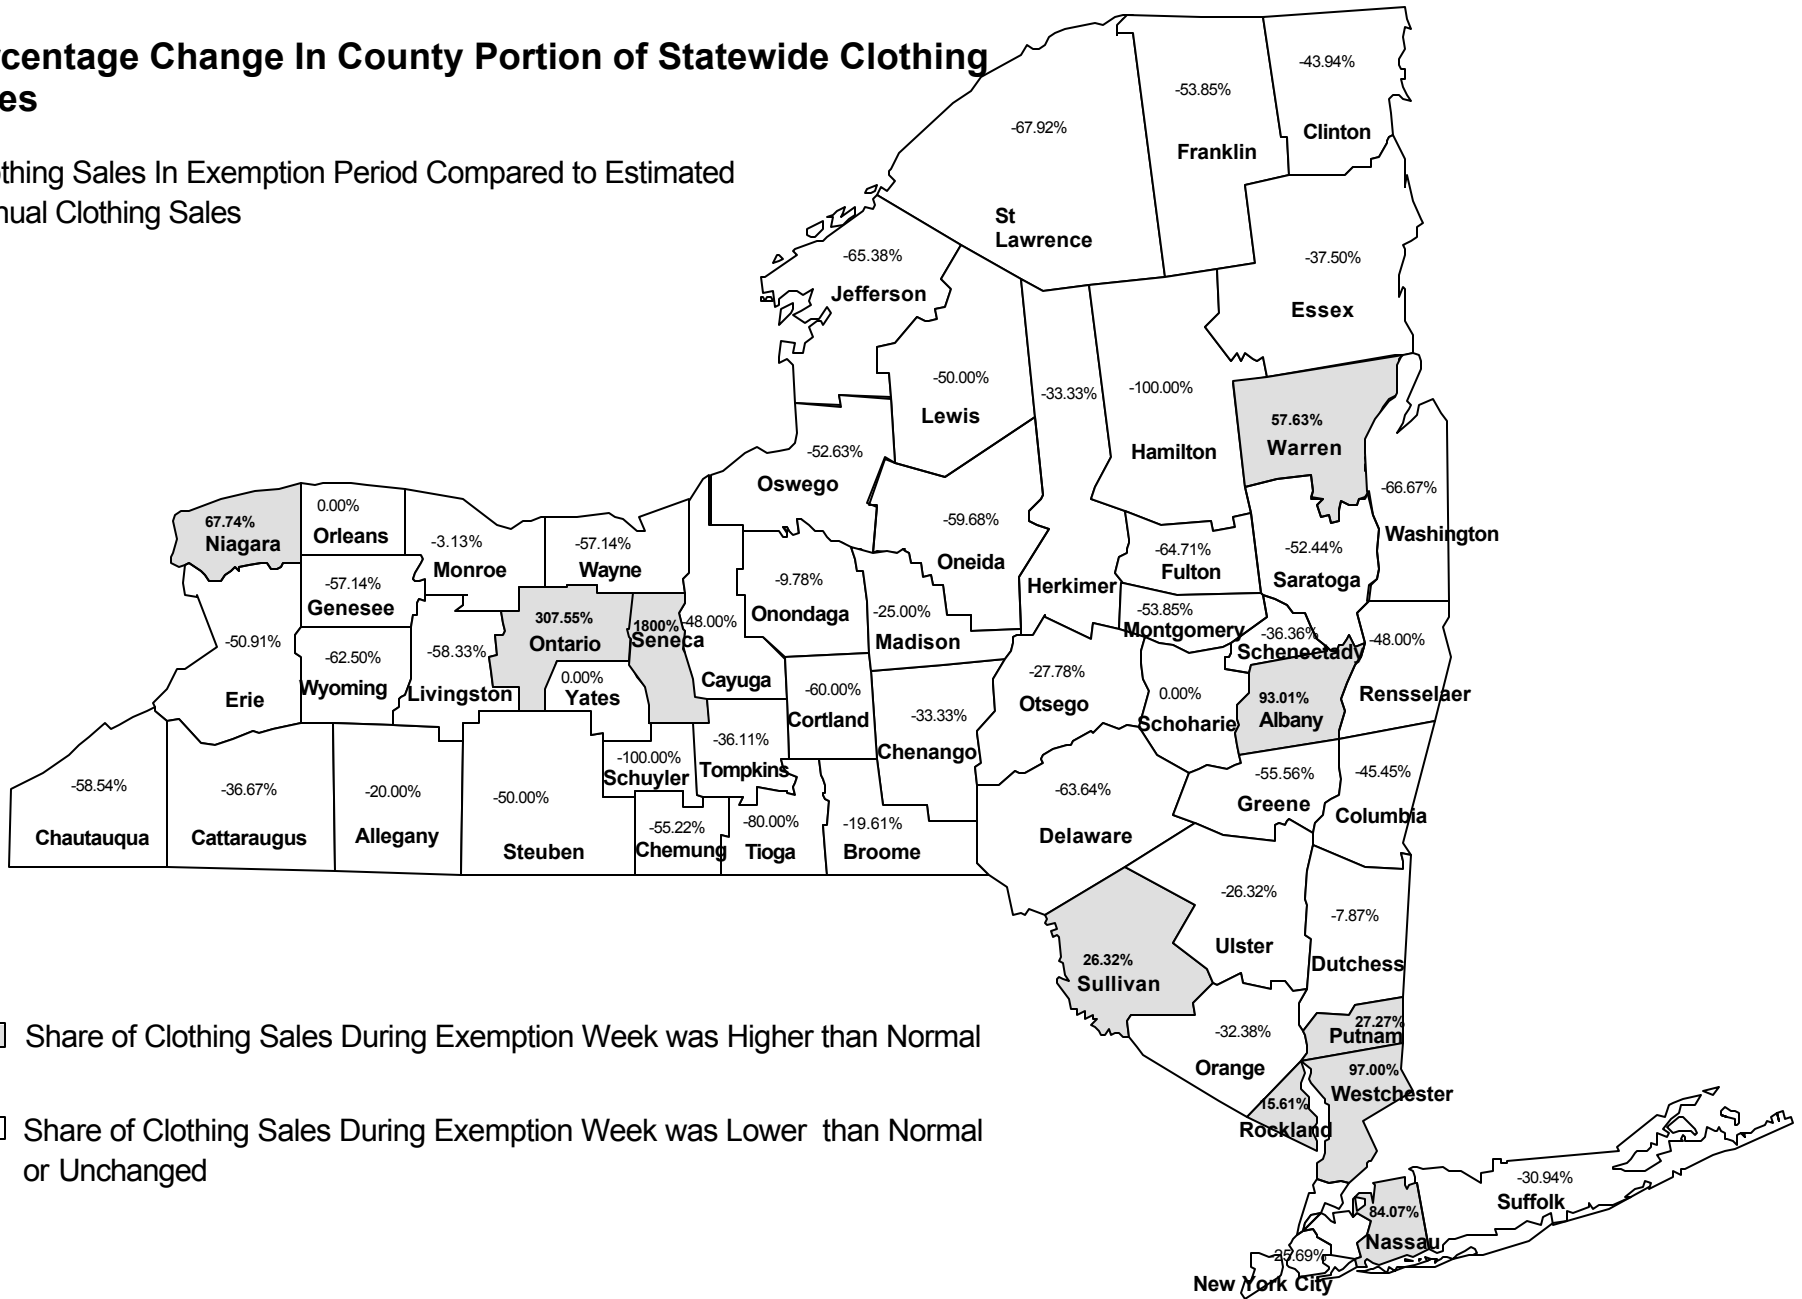 rcentage Change In County Portion of Statewide Clothing
es
othing Sales In Exemption Period Compared to Estimated
nual Clothing Sales
-43.94%
Clinton
-53.85%
Franklin
-67.92%
St
Lawrence
-65.38%
Jefferson
-37.50%
Essex
-50.00%
Lewis
-33.33%
Herkimer
-100.00%
Hamilton
57.63%
Warren
-66.67%
Washington
-52.63%
Oswego
-59.68%
Oneida
-64.71%
Fulton
-52.44%
Saratoga
67.74%
Niagara
0.00%
Orleans
-3.13%
Monroe
-57.14%
Wayne
-57.14%
Genesee
-9.78%
Onondaga
-25.00%
Madison
-53.85%
Montgomery
-36.36%
Schenectady
-48.00%
Rensselaer
-50.91%
Erie
-62.50%
Wyoming
-58.33%
Livingston
307.55%
Ontario
1800%
Seneca
-48.00%
Cayuga
0.00%
Yates
-60.00%
Cortland
-33.33%
Chenango
-27.78%
Otsego
0.00%
Schoharie
93.01%
Albany
-58.54%
Chautauqua
-36.67%
Cattaraugus
-20.00%
Allegany
-50.00%
Steuben
-100.00%
Schuyler
-36.11%
Tompkins
-55.22%
Chemung
-80.00%
Tioga
-19.61%
Broome
-63.64%
Delaware
-55.56%
Greene
-45.45%
Columbia
-26.32%
Ulster
-7.87%
Dutchess
26.32%
Sullivan
-32.38%
Orange
27.27%
Putnam
97.00%
Westchester
15.61%
Rockland
Share of Clothing Sales During Exemption Week was Higher than Normal
Share of Clothing Sales During Exemption Week was Lower than Normal
or Unchanged
-30.94%
Suffolk
84.07%
Nassau
-25.69%
New York City